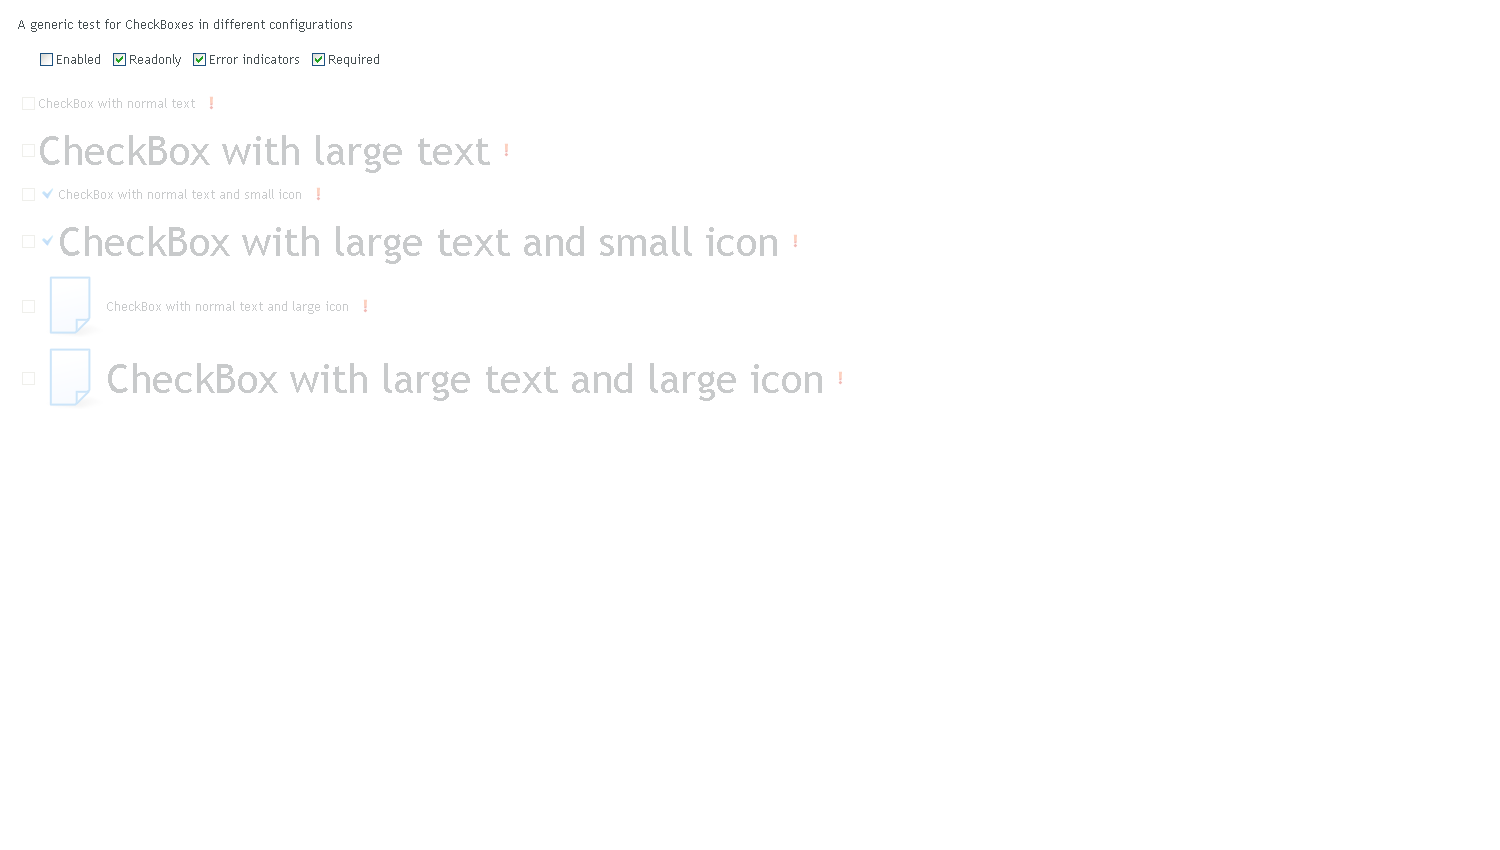 A generic test for CheckBoxes in different configurations
Enabled Readonly Error indicators Required
CheckBox with normal text !
CheckBox with large text !
CheckBox with normal text and small icon !
CheckBox with large text and small icon !
CheckBox with normal text and large icon !
CheckBox with large text and large icon !